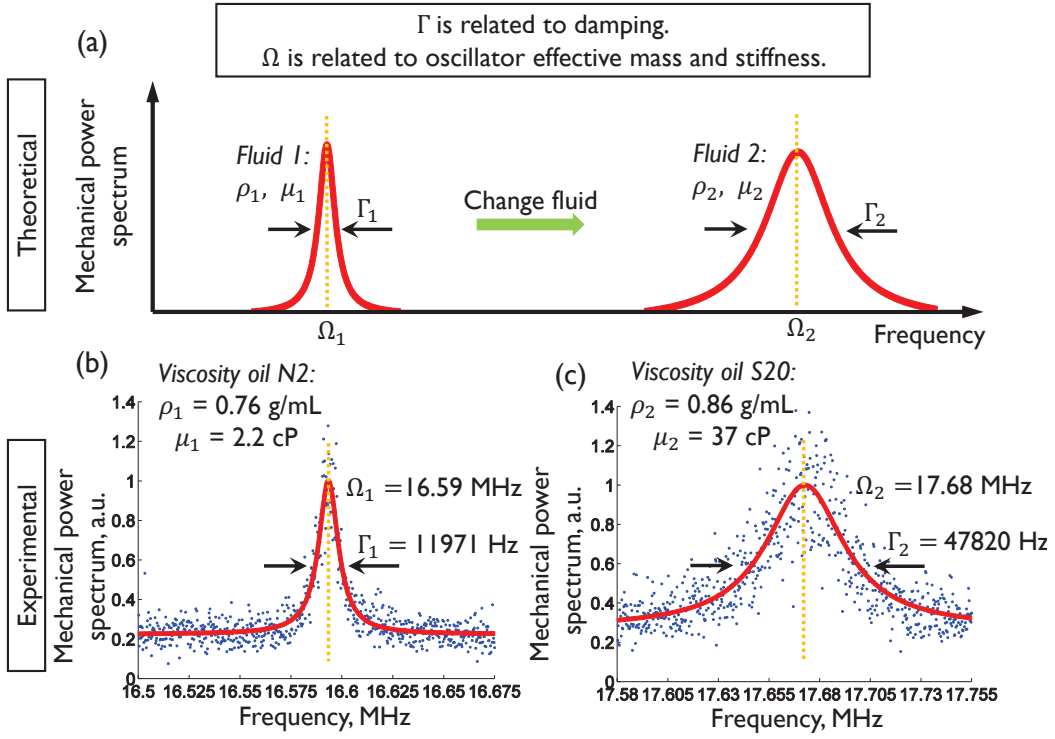 Γ is related to damping.
Ω is related to oscillator effective mass and stiffness.
(a)
Theoretical
Mechanical power
spectrum
Fluid 1:
ρ₁, μ₁
Γ₁
Change fluid
Fluid 2:
ρ₂, μ₂
Γ₂
Ω₁
Ω₂
Frequency
(b)
Experimental
Viscosity oil N2:
ρ₁ = 0.76 g/mL
μ₁ = 2.2 cP
Ω₁ =16.59 MHz
Γ₁ = 11971 Hz
Mechanical power
spectrum, a.u.
1.4
1.2
1
0.8
0.6
0.4
0.2
0
16.5 16.525 16.55 16.575 16.6 16.625 16.65 16.675
Frequency, MHz
(c)
Viscosity oil S20:
ρ₂ = 0.86 g/mL
μ₂ = 37 cP
Ω₂ =17.68 MHz
Γ₂ = 47820 Hz
Mechanical power
spectrum, a.u.
1.4
1.2
1
0.8
0.6
0.4
0.2
0
17.58 17.605 17.63 17.655 17.68 17.705 17.73 17.755
Frequency, MHz